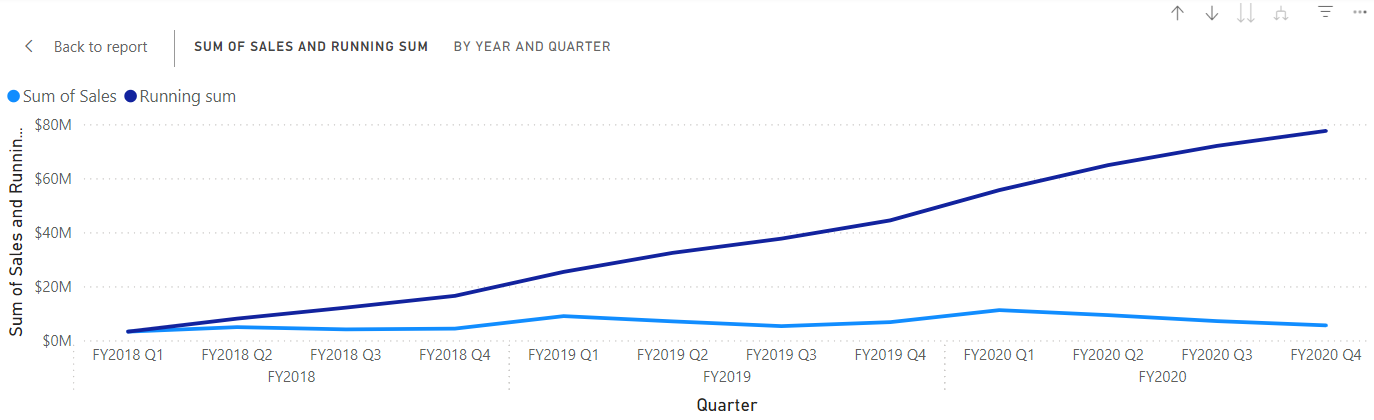 Back to report
SUM OF SALES AND RUNNING SUM BY YEAR AND QUARTER
Sum of Sales Running sum
Sum of Sales and Runnin...
$80M
$60M
$40M
$20M
$0M
FY2018 Q1 FY2018 Q2 FY2018 Q3 FY2018 Q4 FY2019 Q1 FY2019 Q2 FY2019 Q3 FY2019 Q4 FY2020 Q1 FY2020 Q2 FY2020 Q3 FY2020 Q4
FY2018 FY2019 FY2020
Quarter